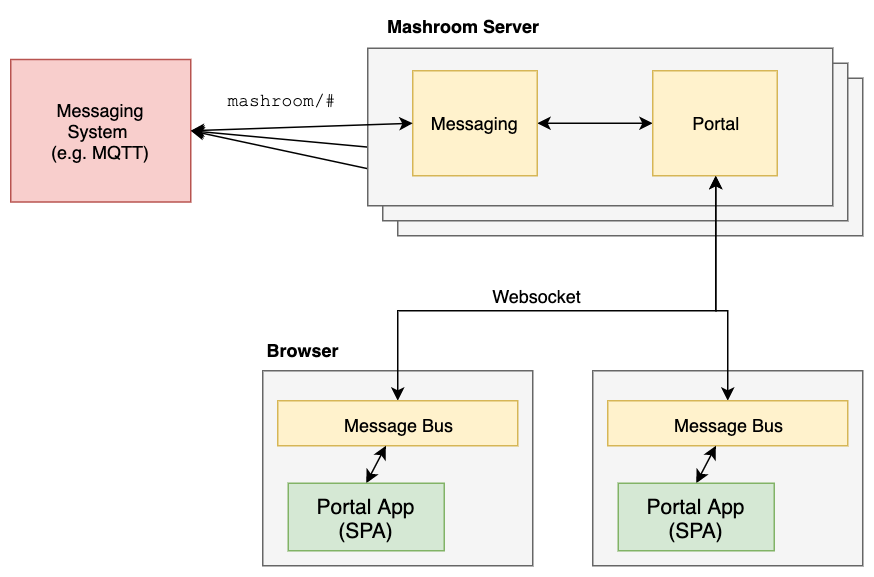 Mashroom Server
Messaging
System
(e.g. MQTT)
mashroom/#
Messaging
Portal
Websocket
Browser
Message Bus
Message Bus
Portal App
(SPA)
Portal App
(SPA)